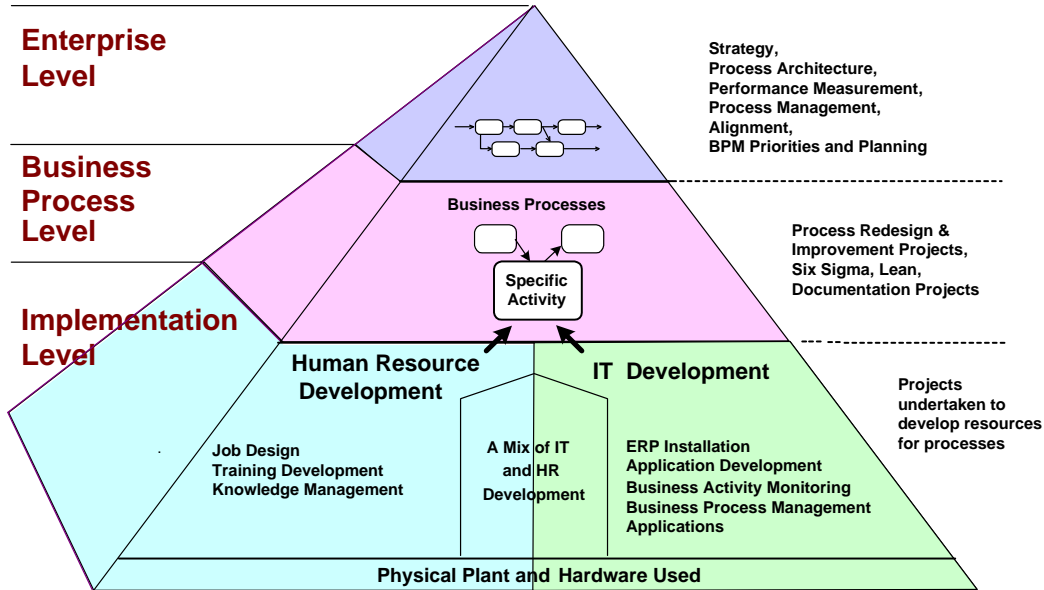 Enterprise
Level
Strategy,
Process Architecture,
Performance Measurement,
Process Management,
Alignment,
BPM Priorities and Planning
Business
Process
Level
Business Processes
Specific
Activity
Process Redesign &
Improvement Projects,
Six Sigma, Lean,
Documentation Projects
Implementation
Level
Human Resource
Development
IT Development
Projects
undertaken to
develop resources
for processes
Job Design
Training Development
Knowledge Management
A Mix of IT
and HR
Development
ERP Installation
Application Development
Business Activity Monitoring
Business Process Management
Applications
Physical Plant and Hardware Used